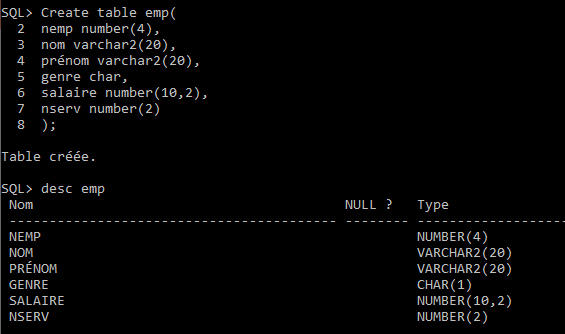 SQL> Create table emp(
  2  nemp number(4),
  3  nom varchar2(20),
  4  prénom varchar2(20),
  5  genre char,
  6  salaire number(10,2),
  7  nserv number(2)
  8  );
Table créée.
SQL> desc emp
 Nom                                       NULL ?   Type
 ----------------------------------------- -------- -------------------
 NEMP                                               NUMBER(4)
 NOM                                                VARCHAR2(20)
 PRÉNOM                                             VARCHAR2(20)
 GENRE                                              CHAR(1)
 SALAIRE                                            NUMBER(10,2)
 NSERV                                              NUMBER(2)